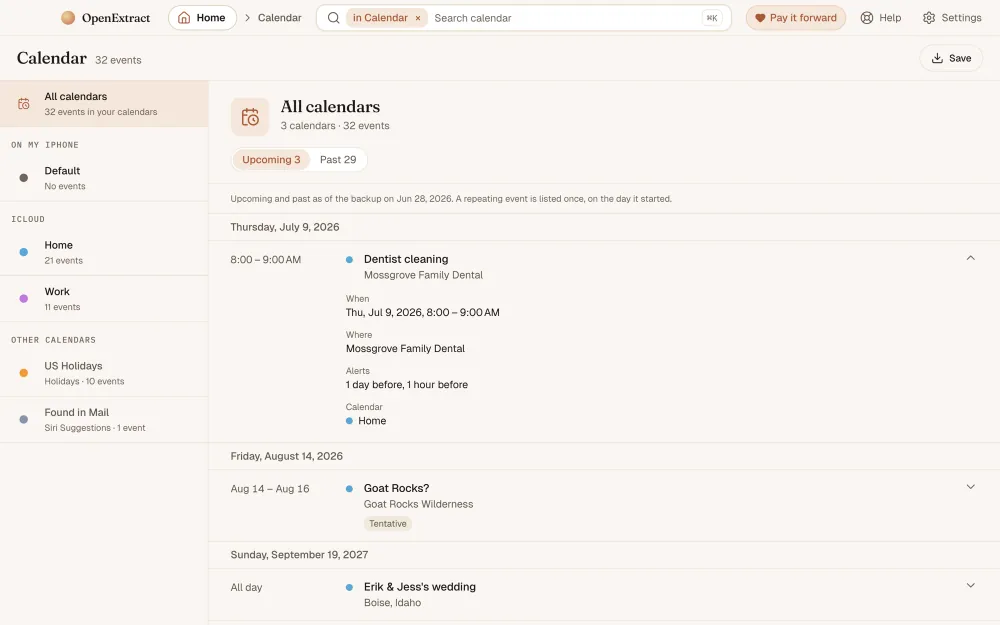 OpenExtract
Home
Calendar
in Calendar ×
Search calendar
⌘K
Pay it forward
Help
Settings
Calendar 32 events
Save
All calendars
32 events in your calendars
ON MY IPHONE
Default
No events
ICLOUD
Home
21 events
Work
11 events
OTHER CALENDARS
US Holidays
Holidays · 10 events
Found in Mail
Siri Suggestions · 1 event
All calendars
3 calendars · 32 events
Upcoming 3
Past 29
Upcoming and past as of the backup on Jun 28, 2026. A repeating event is listed once, on the day it started.
Thursday, July 9, 2026
8:00 – 9:00 AM
Dentist cleaning
Mossgrove Family Dental
When
Thu, Jul 9, 2026, 8:00 – 9:00 AM
Where
Mossgrove Family Dental
Alerts
1 day before, 1 hour before
Calendar
Home
Friday, August 14, 2026
Aug 14 – Aug 16
Goat Rocks?
Goat Rocks Wilderness
Tentative
Sunday, September 19, 2027
All day
Erik & Jess's wedding
Boise, Idaho